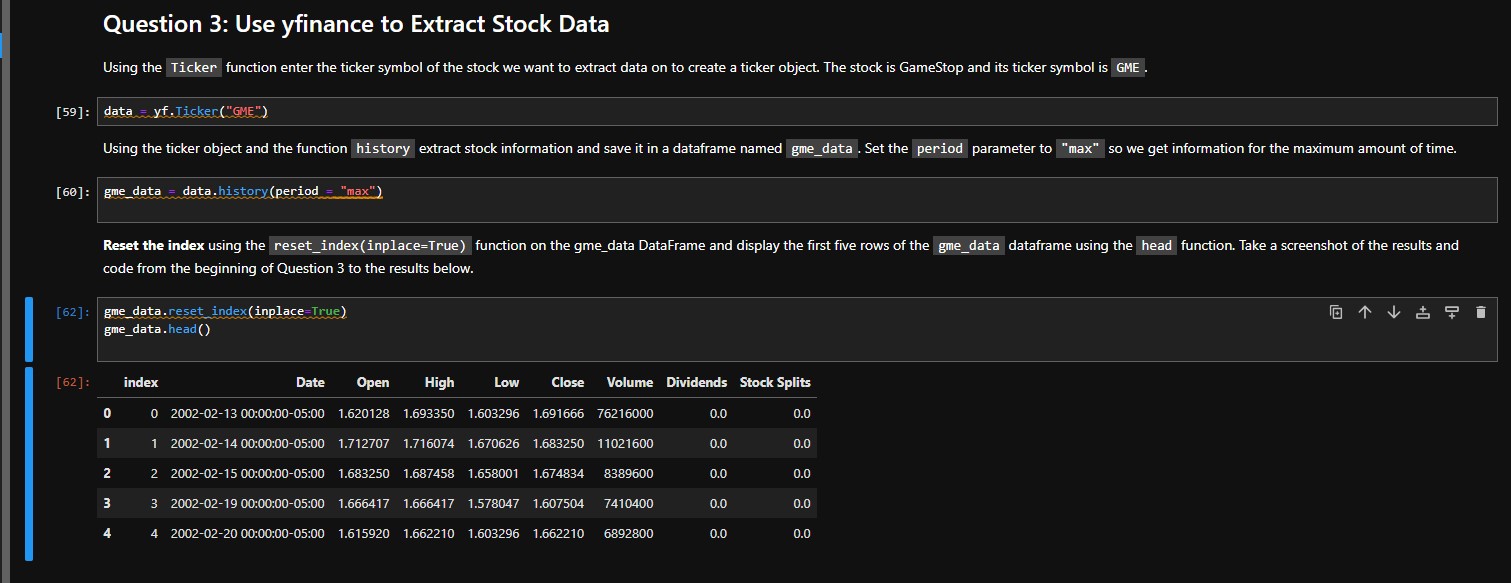 Question 3: Use yfinance to Extract Stock Data
Using the Ticker function enter the ticker symbol of the stock we want to extract data on to create a ticker object. The stock is GameStop and its ticker symbol is GME .
[59]: data = yf.Ticker("GME")
Using the ticker object and the function history extract stock information and save it in a dataframe named gme_data . Set the period parameter to "max" so we get information for the maximum amount of time.
[60]: gme_data = data.history(period = "max")
Reset the index using the reset_index(inplace=True) function on the gme_data DataFrame and display the first five rows of the gme_data dataframe using the head function. Take a screenshot of the results and
code from the beginning of Question 3 to the results below.
[62]: gme_data.reset_index(inplace=True)
gme_data.head()
[62]: index Date Open High Low Close Volume Dividends Stock Splits
0 0 2002-02-13 00:00:00-05:00 1.620128 1.693350 1.603296 1.691666 76216000 0.0 0.0
1 1 2002-02-14 00:00:00-05:00 1.712707 1.716074 1.670626 1.683250 11021600 0.0 0.0
2 2 2002-02-15 00:00:00-05:00 1.683250 1.687458 1.658001 1.674834 8389600 0.0 0.0
3 3 2002-02-19 00:00:00-05:00 1.666417 1.666417 1.578047 1.607504 7410400 0.0 0.0
4 4 2002-02-20 00:00:00-05:00 1.615920 1.662210 1.603296 1.662210 6892800 0.0 0.0